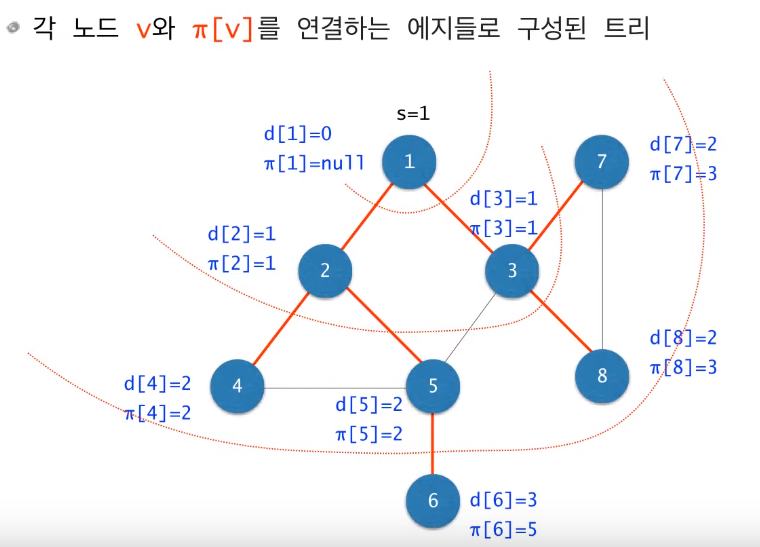 각 노드 v와 π[v]를 연결하는 에지들로 구성된 트리
s=1
d[1]=0
π[1]=null
1
7
d[7]=2
π[7]=3
d[3]=1
π[3]=1
d[2]=1
π[2]=1
2
3
d[8]=2
π[8]=3
4
5
8
d[4]=2
π[4]=2
d[5]=2
π[5]=2
6
d[6]=3
π[6]=5